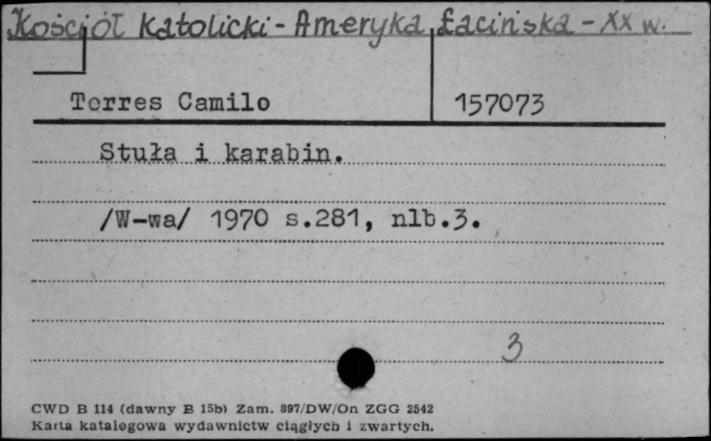 Kościół Katolicki - Ameryka Łacińska - XX w.
Torres Camilo 157073
Stuła i karabin.
/W-wa/ 1970 s.281, nlb.3.
3
CWD B 114 (dawny B 15b) Zam. 897/DW/On ZGG 2542
Karta katalogowa wydawnictw ciągłych i zwartych.